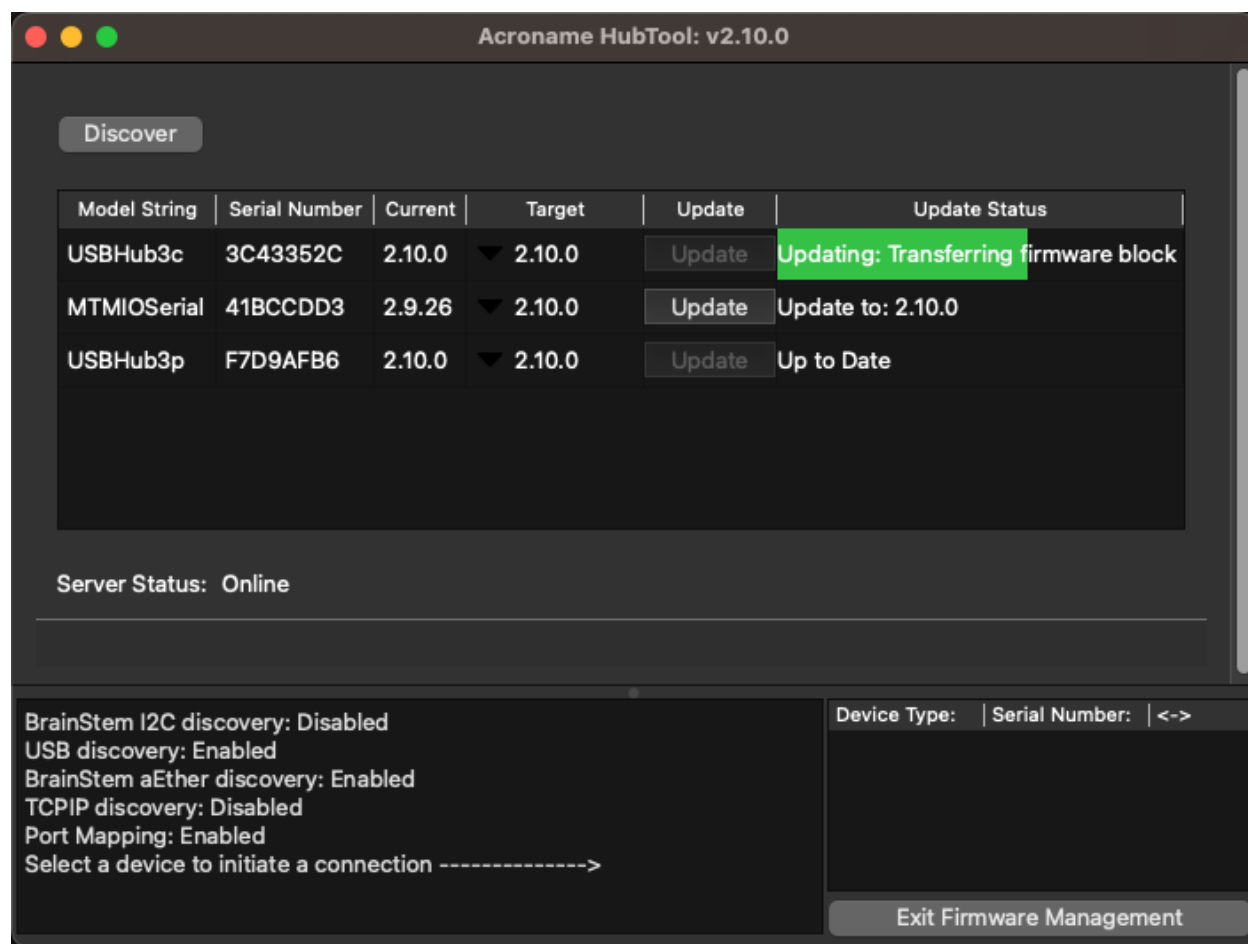 Acroname HubTool: v2.10.0
Discover
Model String Serial Number Current Target Update Update Status
USBHub3c 3C43352C 2.10.0 2.10.0 Update Updating: Transferring firmware block
MTMIOSerial 41BCCDD3 2.9.26 2.10.0 Update Update to: 2.10.0
USBHub3p F7D9AFB6 2.10.0 2.10.0 Update Up to Date
Server Status: Online
BrainStem I2C discovery: Disabled
USB discovery: Enabled
BrainStem aEther discovery: Enabled
TCPIP discovery: Disabled
Port Mapping: Enabled
Select a device to initiate a connection -------------->
Device Type: Serial Number: <->
Exit Firmware Management